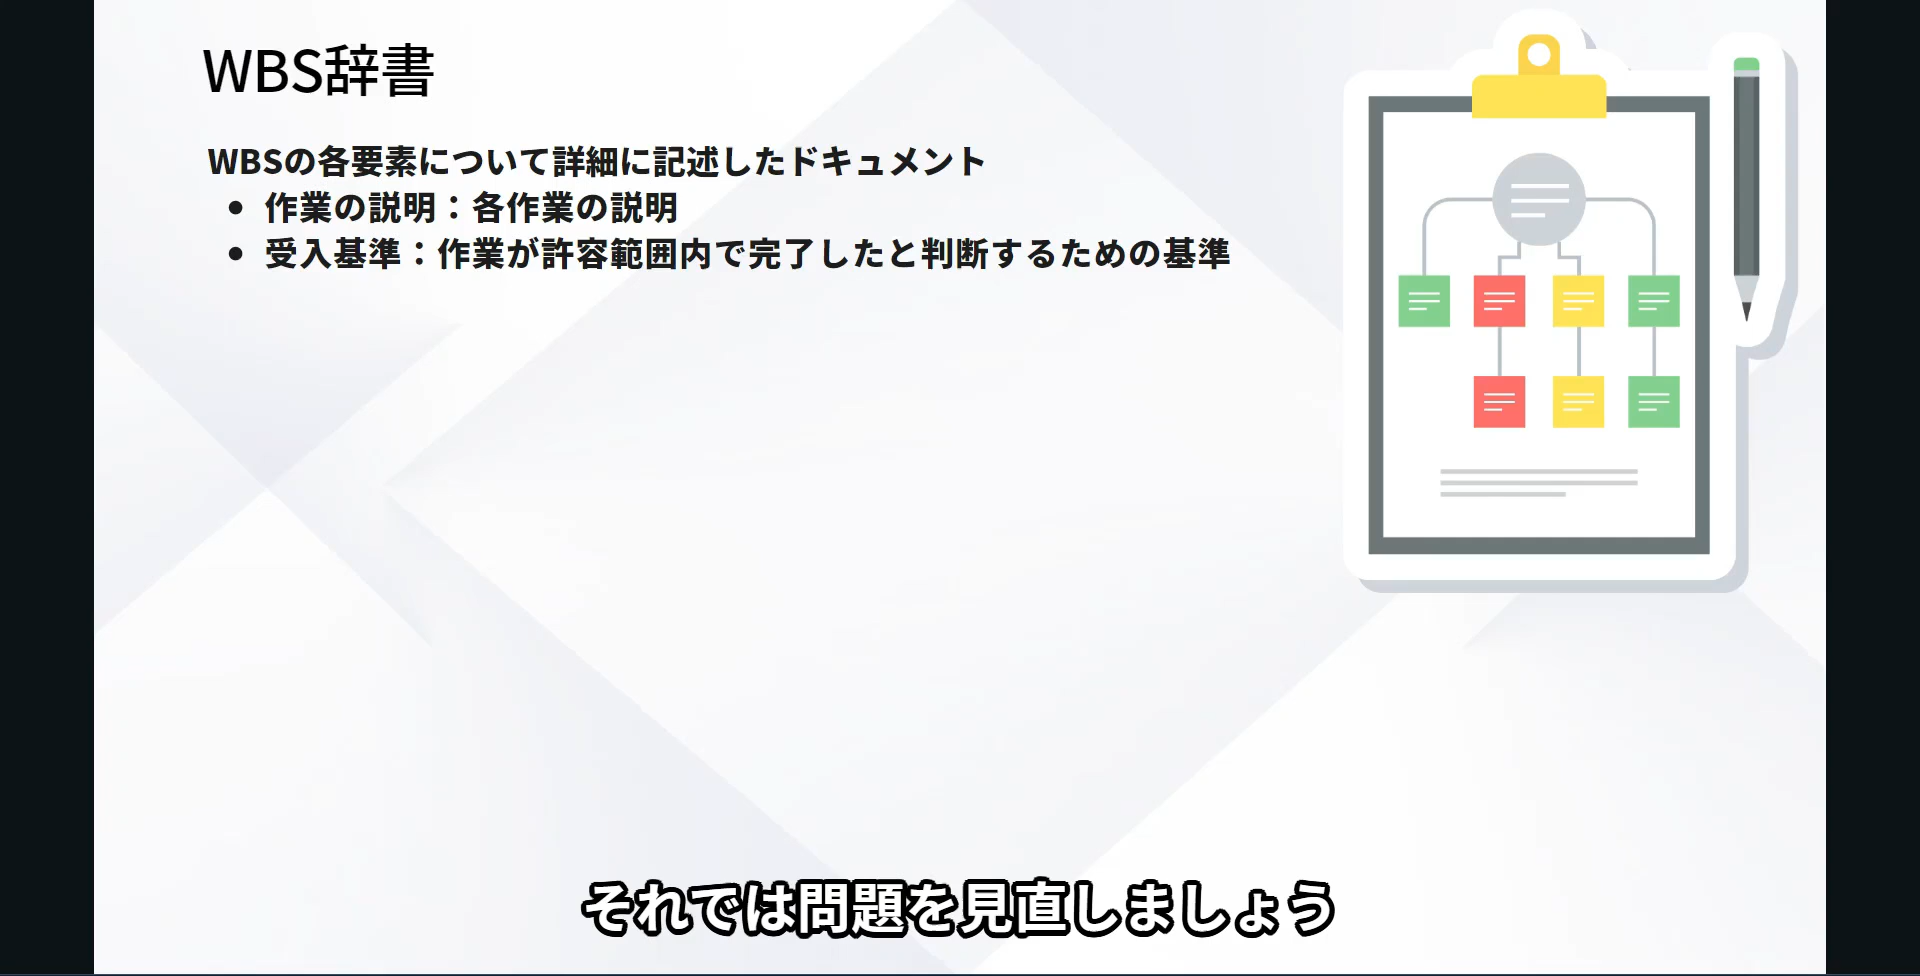 WBS辞書
WBSの各要素について詳細に記述したドキュメント
● 作業の説明：各作業の説明
● 受入基準：作業が許容範囲内で完了したと判断するための基準
それでは問題を見直しましょう